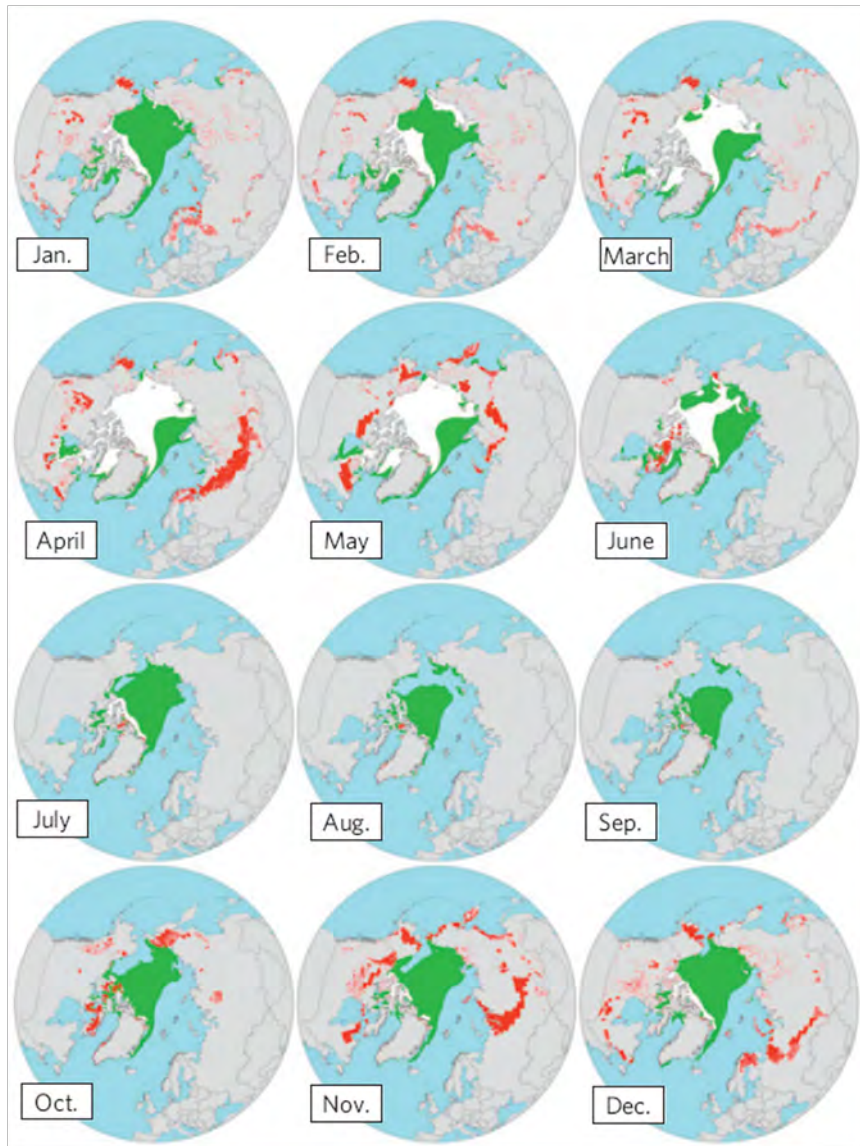 Jan.
Feb.
March
April
May
June
July
Aug.
Sep.
Oct.
Nov.
Dec.